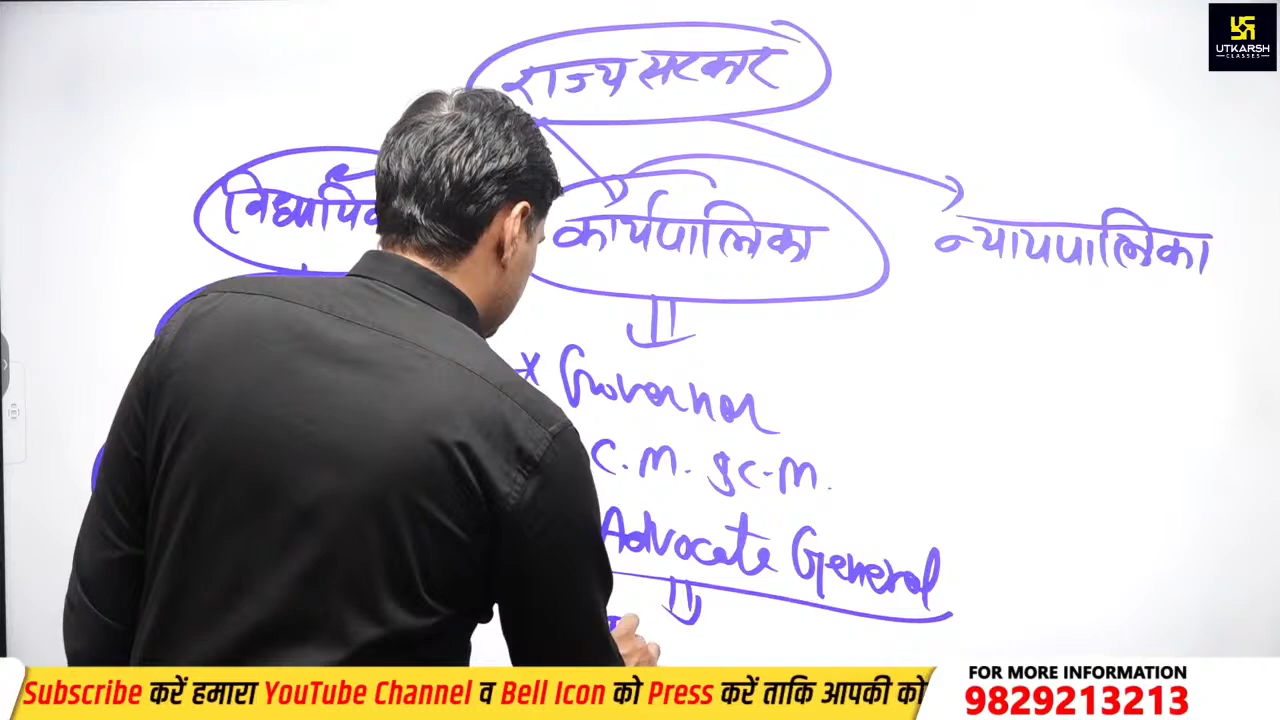 UTKARSH
CLASSES
राज्य सरकार
कार्यपालिका
न्यायपालिका
* Governor
C.M. & C.M.
Advocate General
Subscribe करें हमारा YouTube Channel व Bell Icon को Press करें ताकि आपकी को
FOR MORE INFORMATION
9829213213